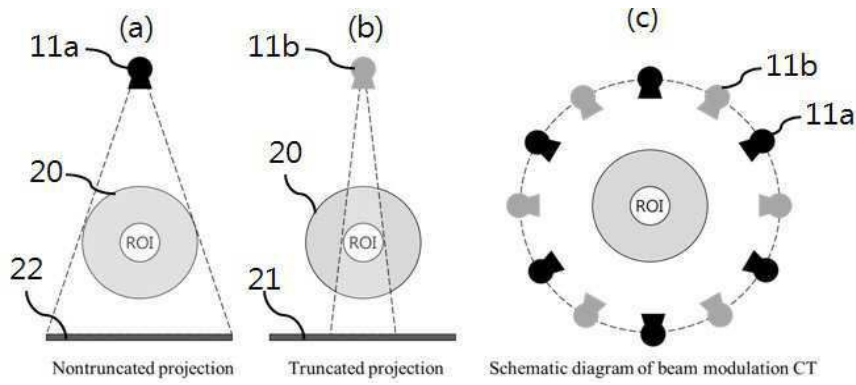 (a)
11a
20
ROI
22
Nontruncated projection
(b)
11b
20
ROI
21
Truncated projection
(c)
11b
11a
ROI
Schematic diagram of beam modulation CT